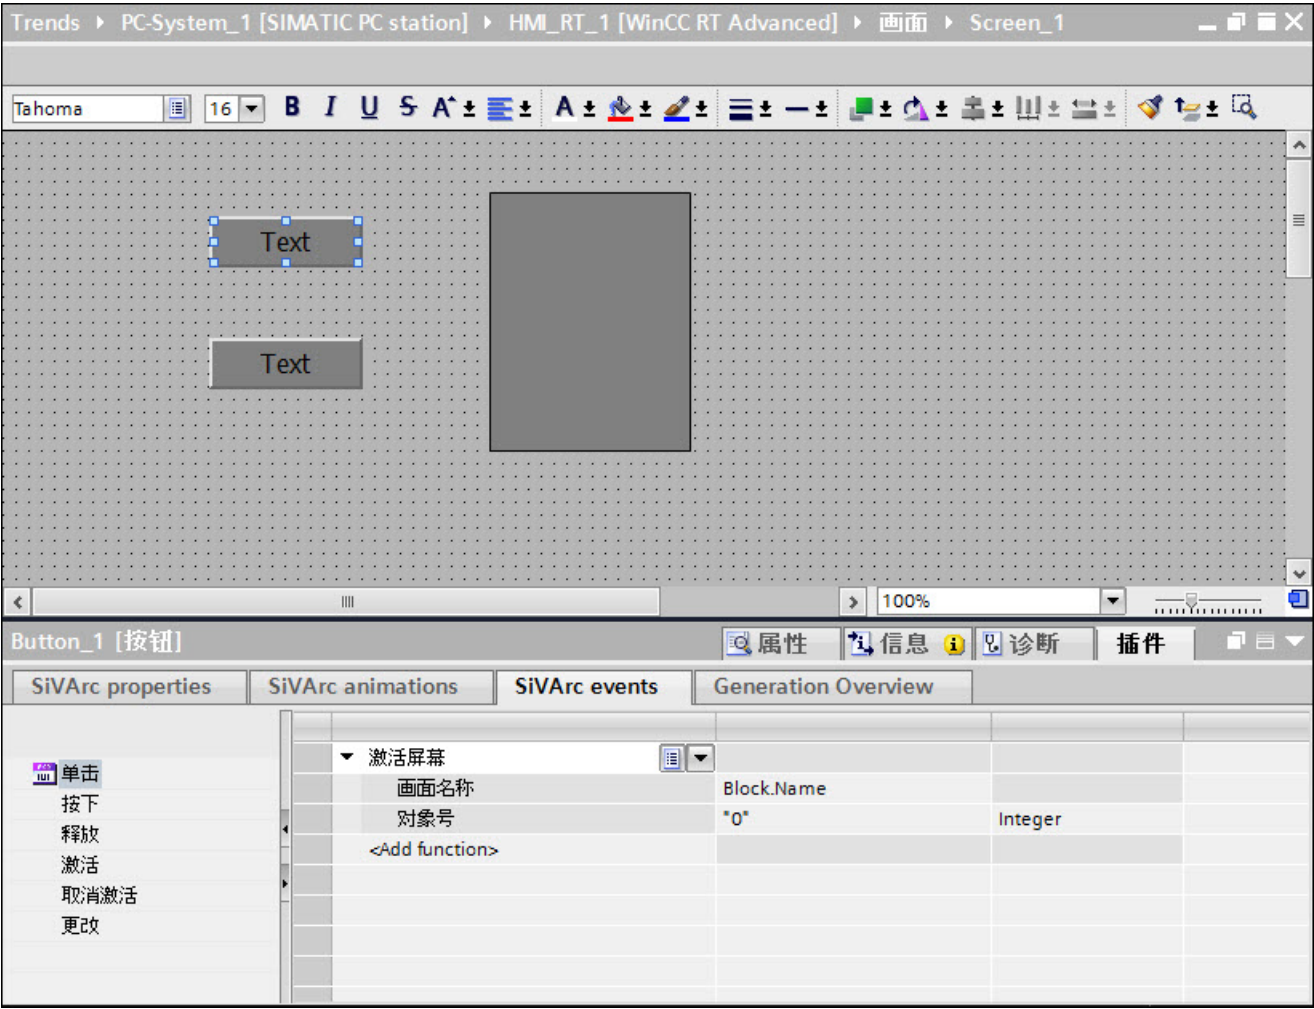 Trends ▸ PC-System_1 [SIMATIC PC station] ▸ HMI_RT_1 [WinCC RT Advanced] ▸ 画面 ▸ Screen_1
Tahoma 16 B I U S A A
Text
Text
100%
Button_1 [按钮] 属性 信息 诊断 插件
SiVArc properties SiVArc animations SiVArc events Generation Overview
激活屏幕
单击
画面名称 Block.Name
按下
对象号 "0" Integer
释放
<Add function>
激活
取消激活
更改